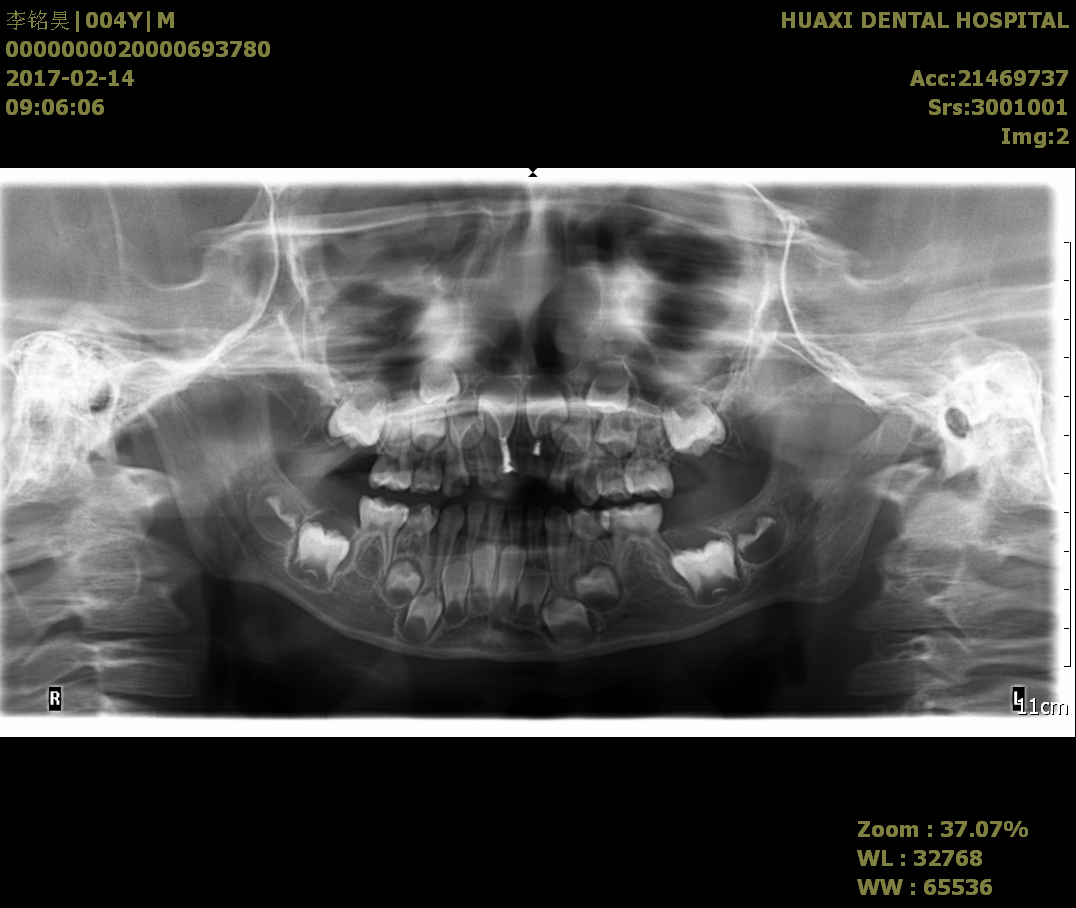 李铭昊|004Y|M
0000000020000693780
2017-02-14
09:06:06
HUAXI DENTAL HOSPITAL
Acc:21469737
Srs:3001001
Img:2
R
L
11cm
Zoom : 37.07%
WL : 32768
WW : 65536